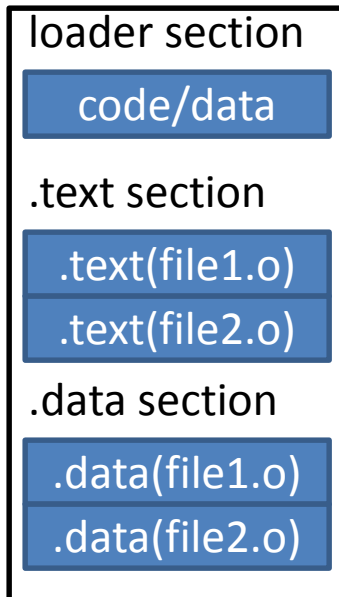 loader section
code/data
.text section
.text(file1.o)
.text(file2.o)
.data section
.data(file1.o)
.data(file2.o)